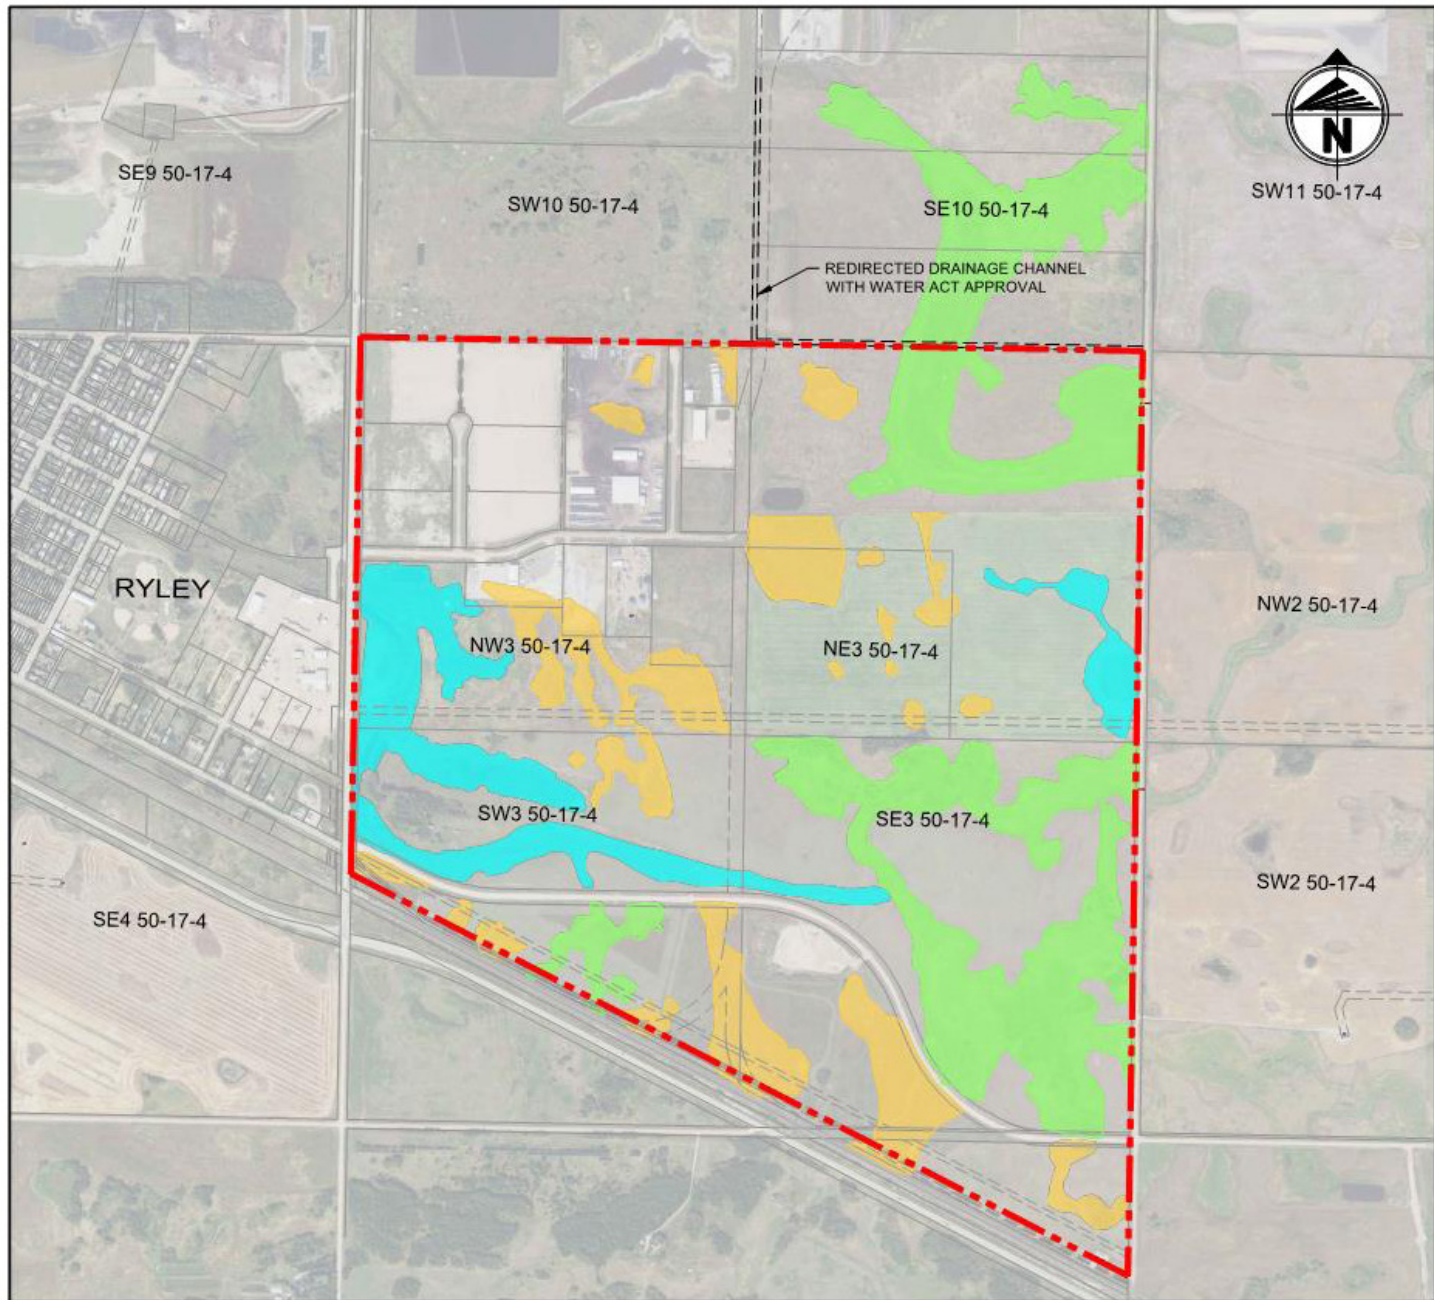 N
SE9 50-17-4
SW10 50-17-4
SE10 50-17-4
SW11 50-17-4
REDIRECTED DRAINAGE CHANNEL
WITH WATER ACT APPROVAL
RYLEY
NW3 50-17-4
NE3 50-17-4
NW2 50-17-4
SW3 50-17-4
SE3 50-17-4
SW2 50-17-4
SE4 50-17-4